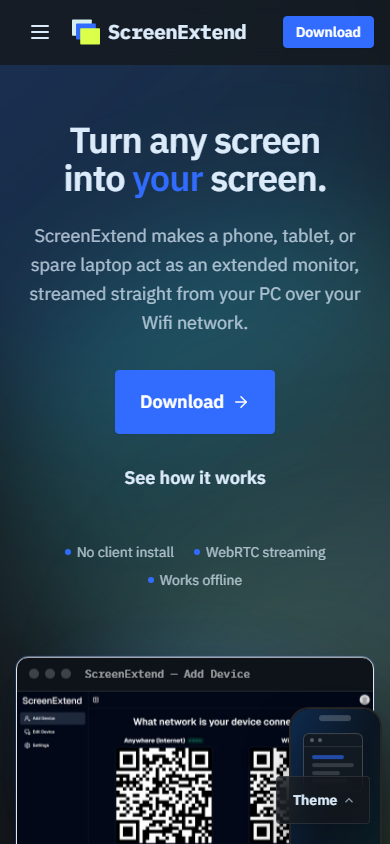 ScreenExtend
Download
Turn any screen
into your screen.
ScreenExtend makes a phone, tablet, or
spare laptop act as an extended monitor,
streamed straight from your PC over your
Wifi network.
Download
See how it works
No client install
WebRTC streaming
Works offline
ScreenExtend — Add Device
ScreenExtend
Add Device
Edit Device
Settings
What network is your device conne
Anywhere (Internet)
Wi
Theme